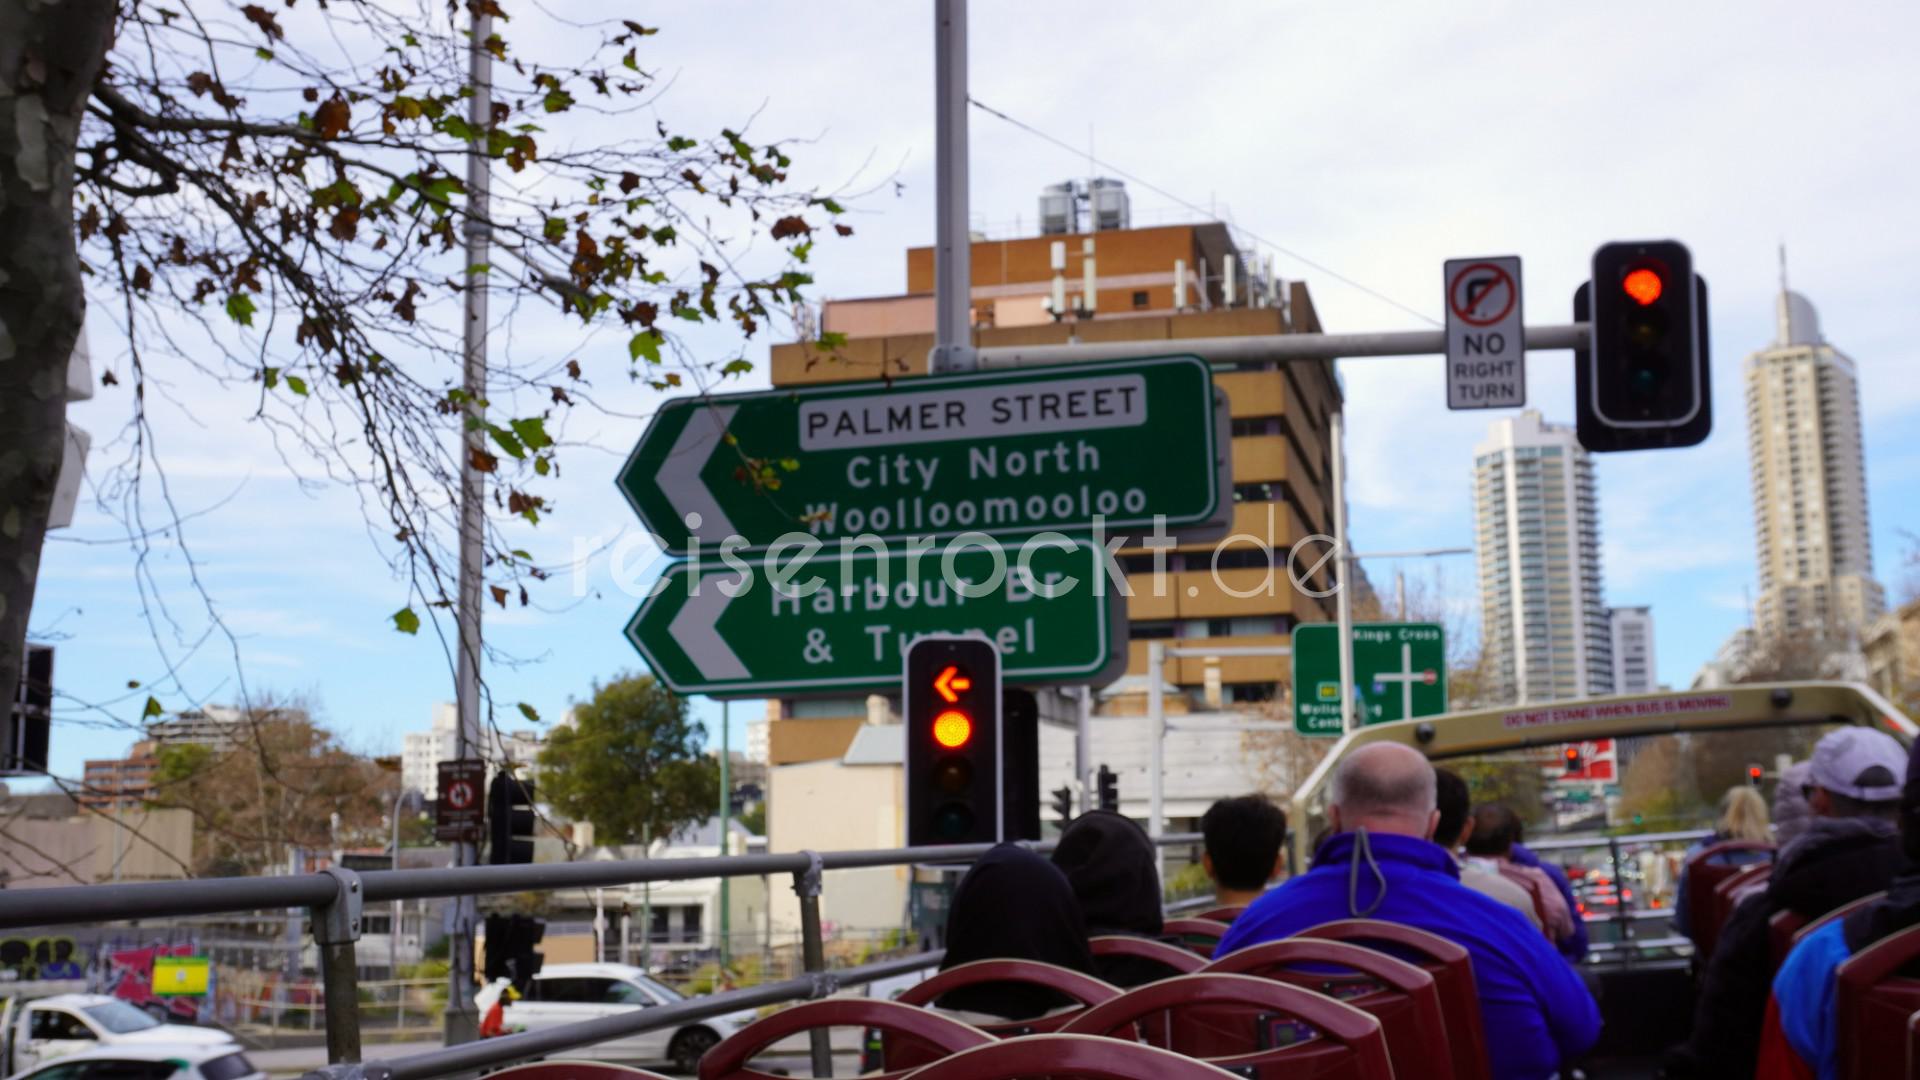 PALMER STREET
City North
Woolloomooloo
Harbour Br
& Tunnel
NO
RIGHT
TURN
Kings Cross
DO NOT STAND WHEN BUS IS MOVING
reisenrockt.de